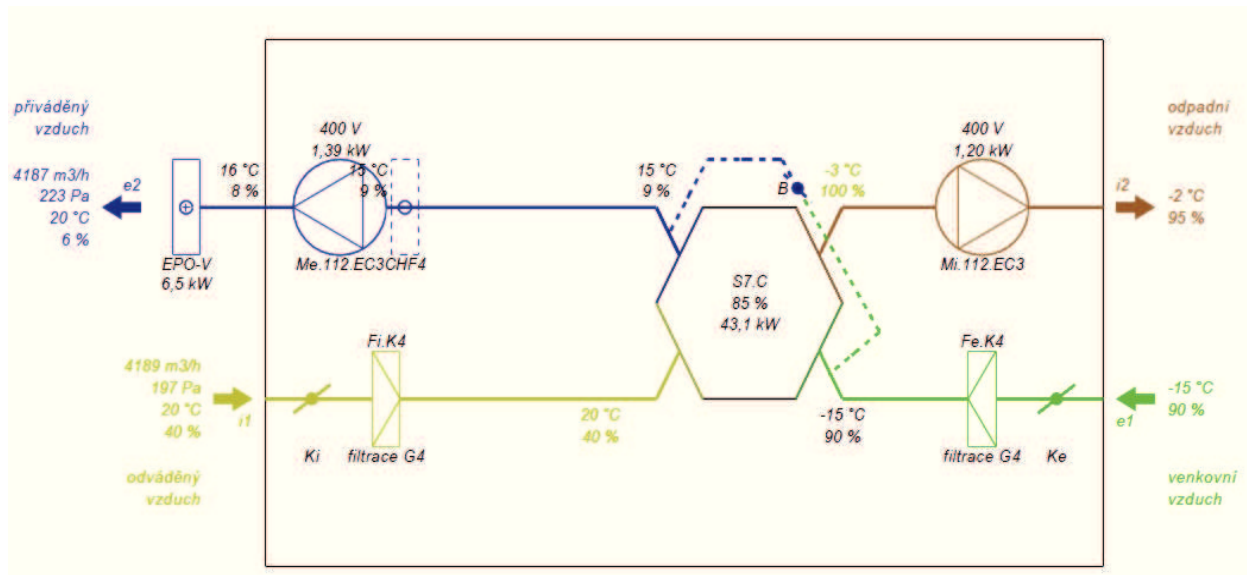 přiváděný
vzduch
4187 m3/h
223 Pa
20 °C
6 %
e2
EPO-V
6,5 kW
16 °C
8 %
400 V
1,39 kW
15 °C
9 %
Me.112.EC3CHF4
15 °C
9 %
B
-3 °C
100 %
400 V
1,20 kW
Mi.112.EC3
odpadní
vzduch
i2
-2 °C
95 %
S7.C
85 %
43,1 kW
4189 m3/h
197 Pa
20 °C
40 %
i1
odváděný
vzduch
Ki
Fi.K4
filtrace G4
20 °C
40 %
-15 °C
90 %
Fe.K4
filtrace G4
Ke
e1
-15 °C
90 %
venkovní
vzduch